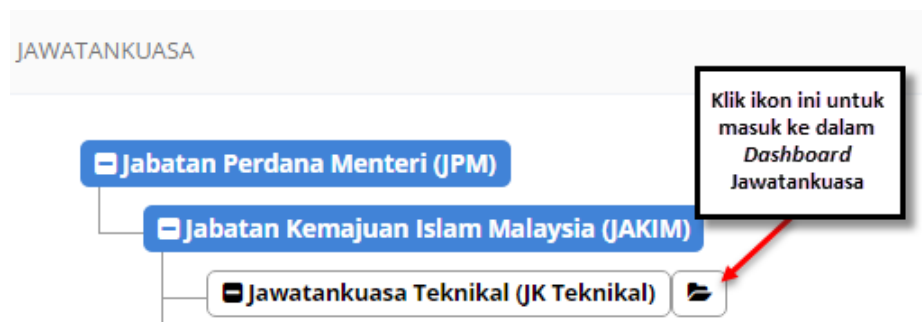 JAWATANKUASA
Klik ikon ini untuk
masuk ke dalam
Dashboard
Jawatankuasa
Jabatan Perdana Menteri (JPM)
Jabatan Kemajuan Islam Malaysia (JAKIM)
Jawatankuasa Teknikal (JK Teknikal)